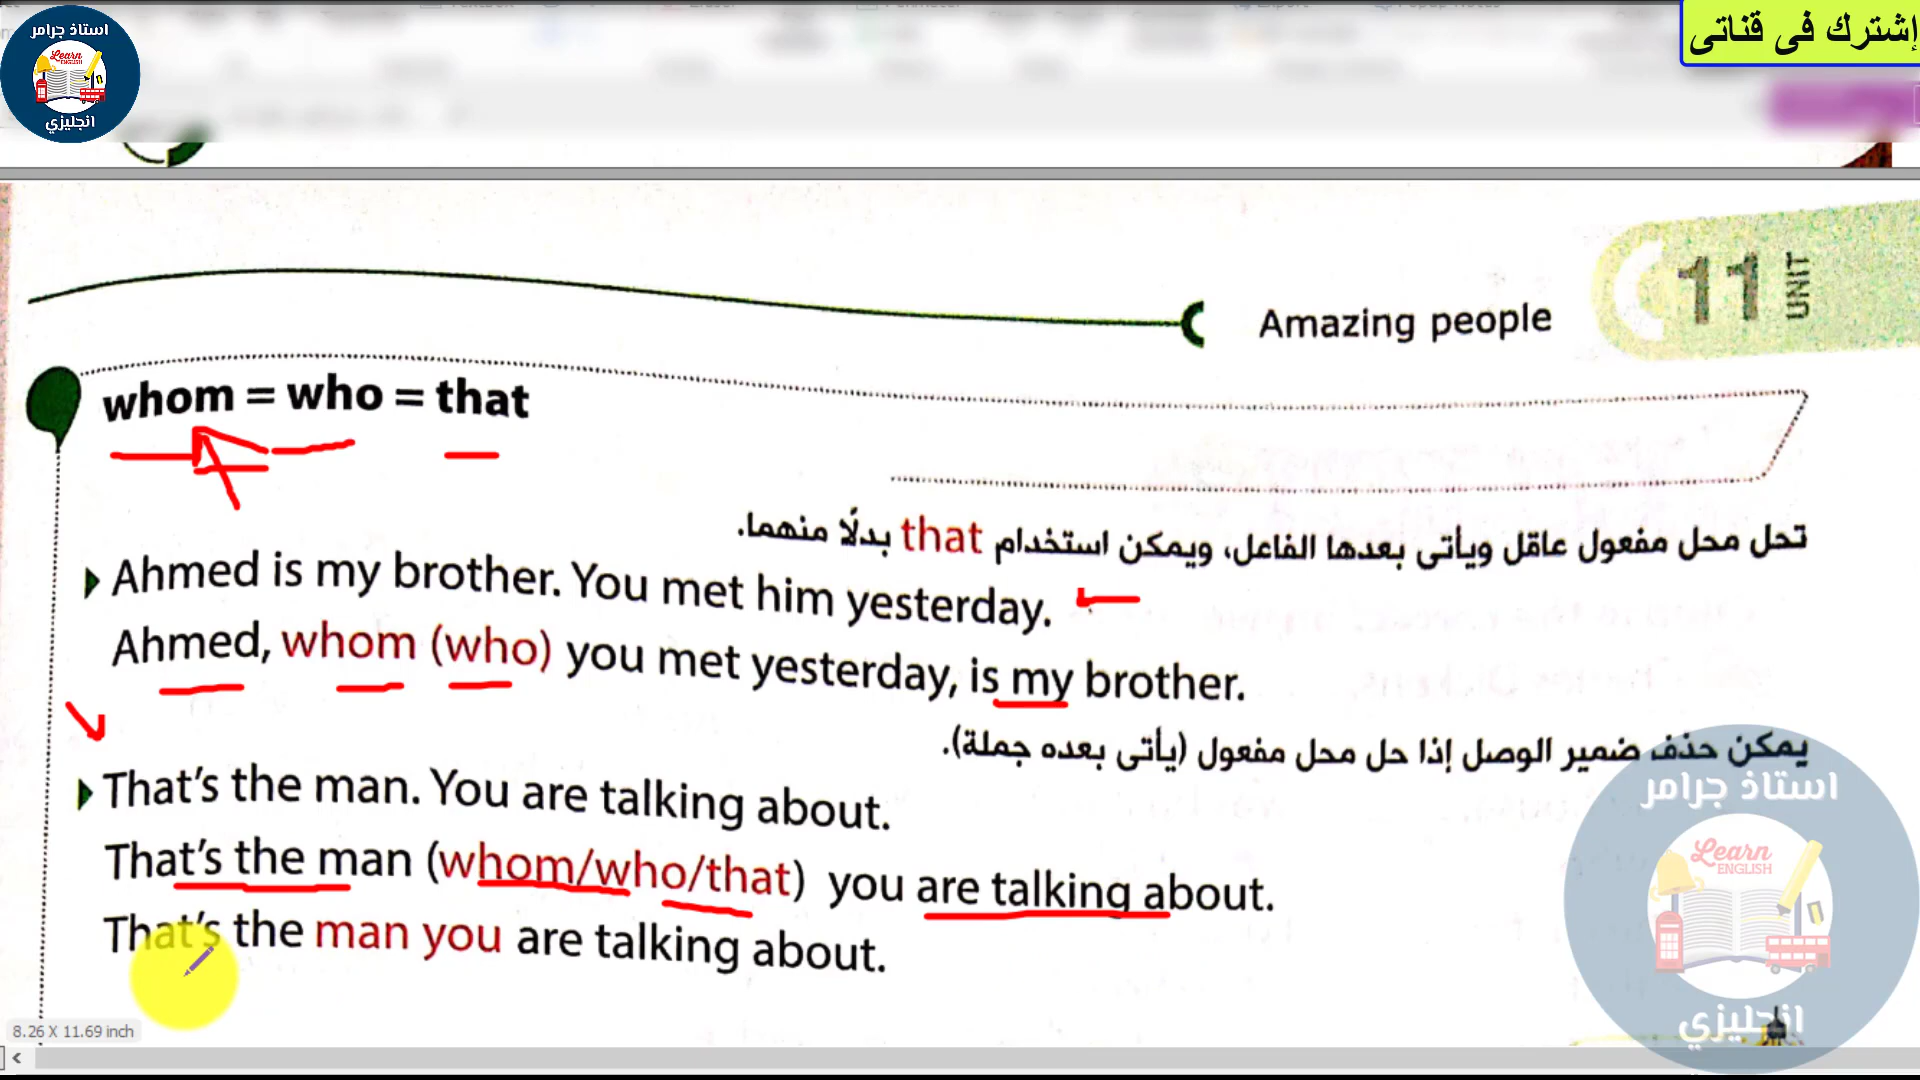 استاذ جرامر
Learn
ENGLISH
انجليزي
إشترك فى قناتى
Amazing people
11
UNIT
whom = who = that
تحل محل مفعول عاقل ويأتى بعدها الفاعل، ويمكن استخدام that بدلًا منهما.
Ahmed is my brother. You met him yesterday.
Ahmed, whom (who) you met yesterday, is my brother.
يمكن حذف ضمير الوصل إذا حل محل مفعول (يأتى بعده جملة).
That's the man. You are talking about.
That's the man (whom/who/that) you are talking about.
That's the man you are talking about.
استاذ جرامر
Learn
ENGLISH
انجليزي
8.26 X 11.69 inch